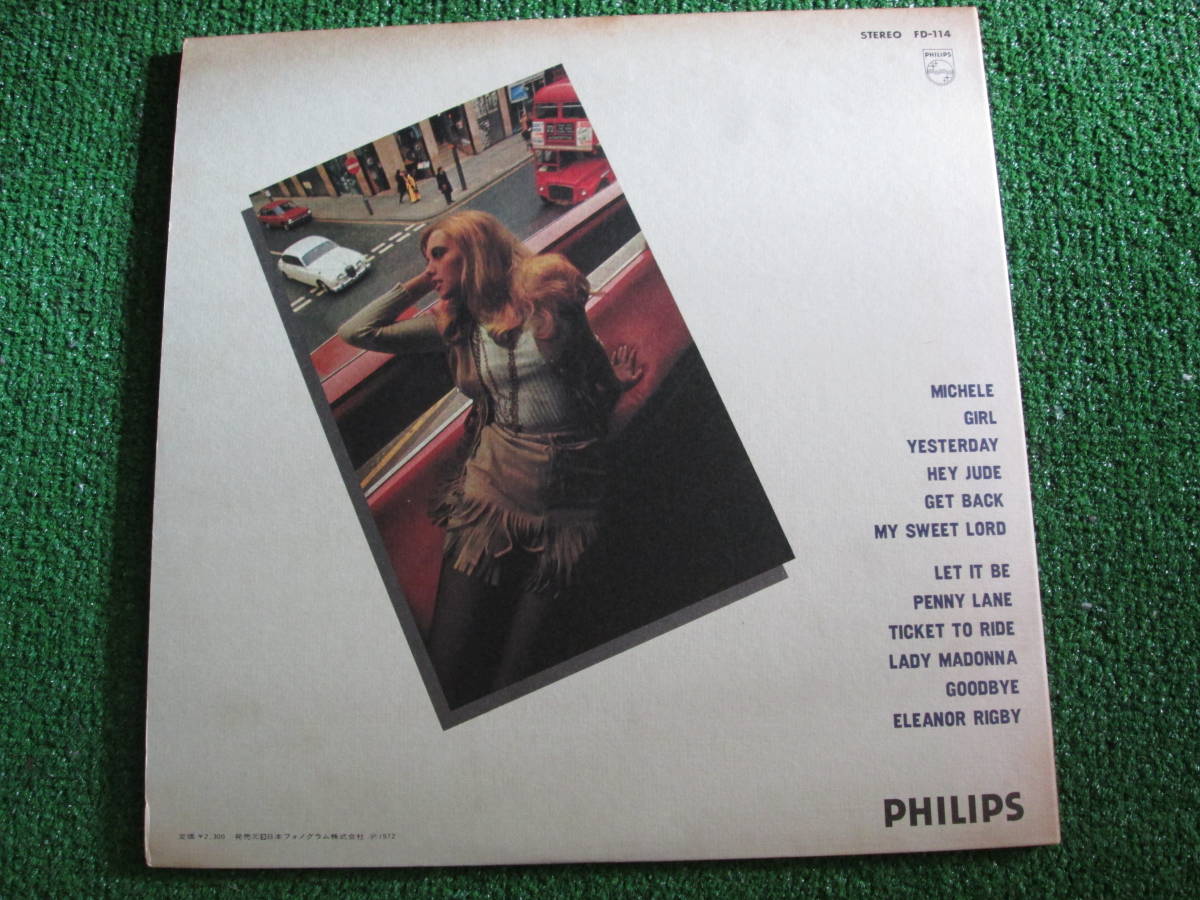 STEREO FD-114
PHILIPS
MICHELE
GIRL
YESTERDAY
HEY JUDE
GET BACK
MY SWEET LORD
LET IT BE
PENNY LANE
TICKET TO RIDE
LADY MADONNA
GOODBYE
ELEANOR RIGBY
PHILIPS
定価 ¥2,300 発売元 日本フォノグラム株式会社 ℗1972